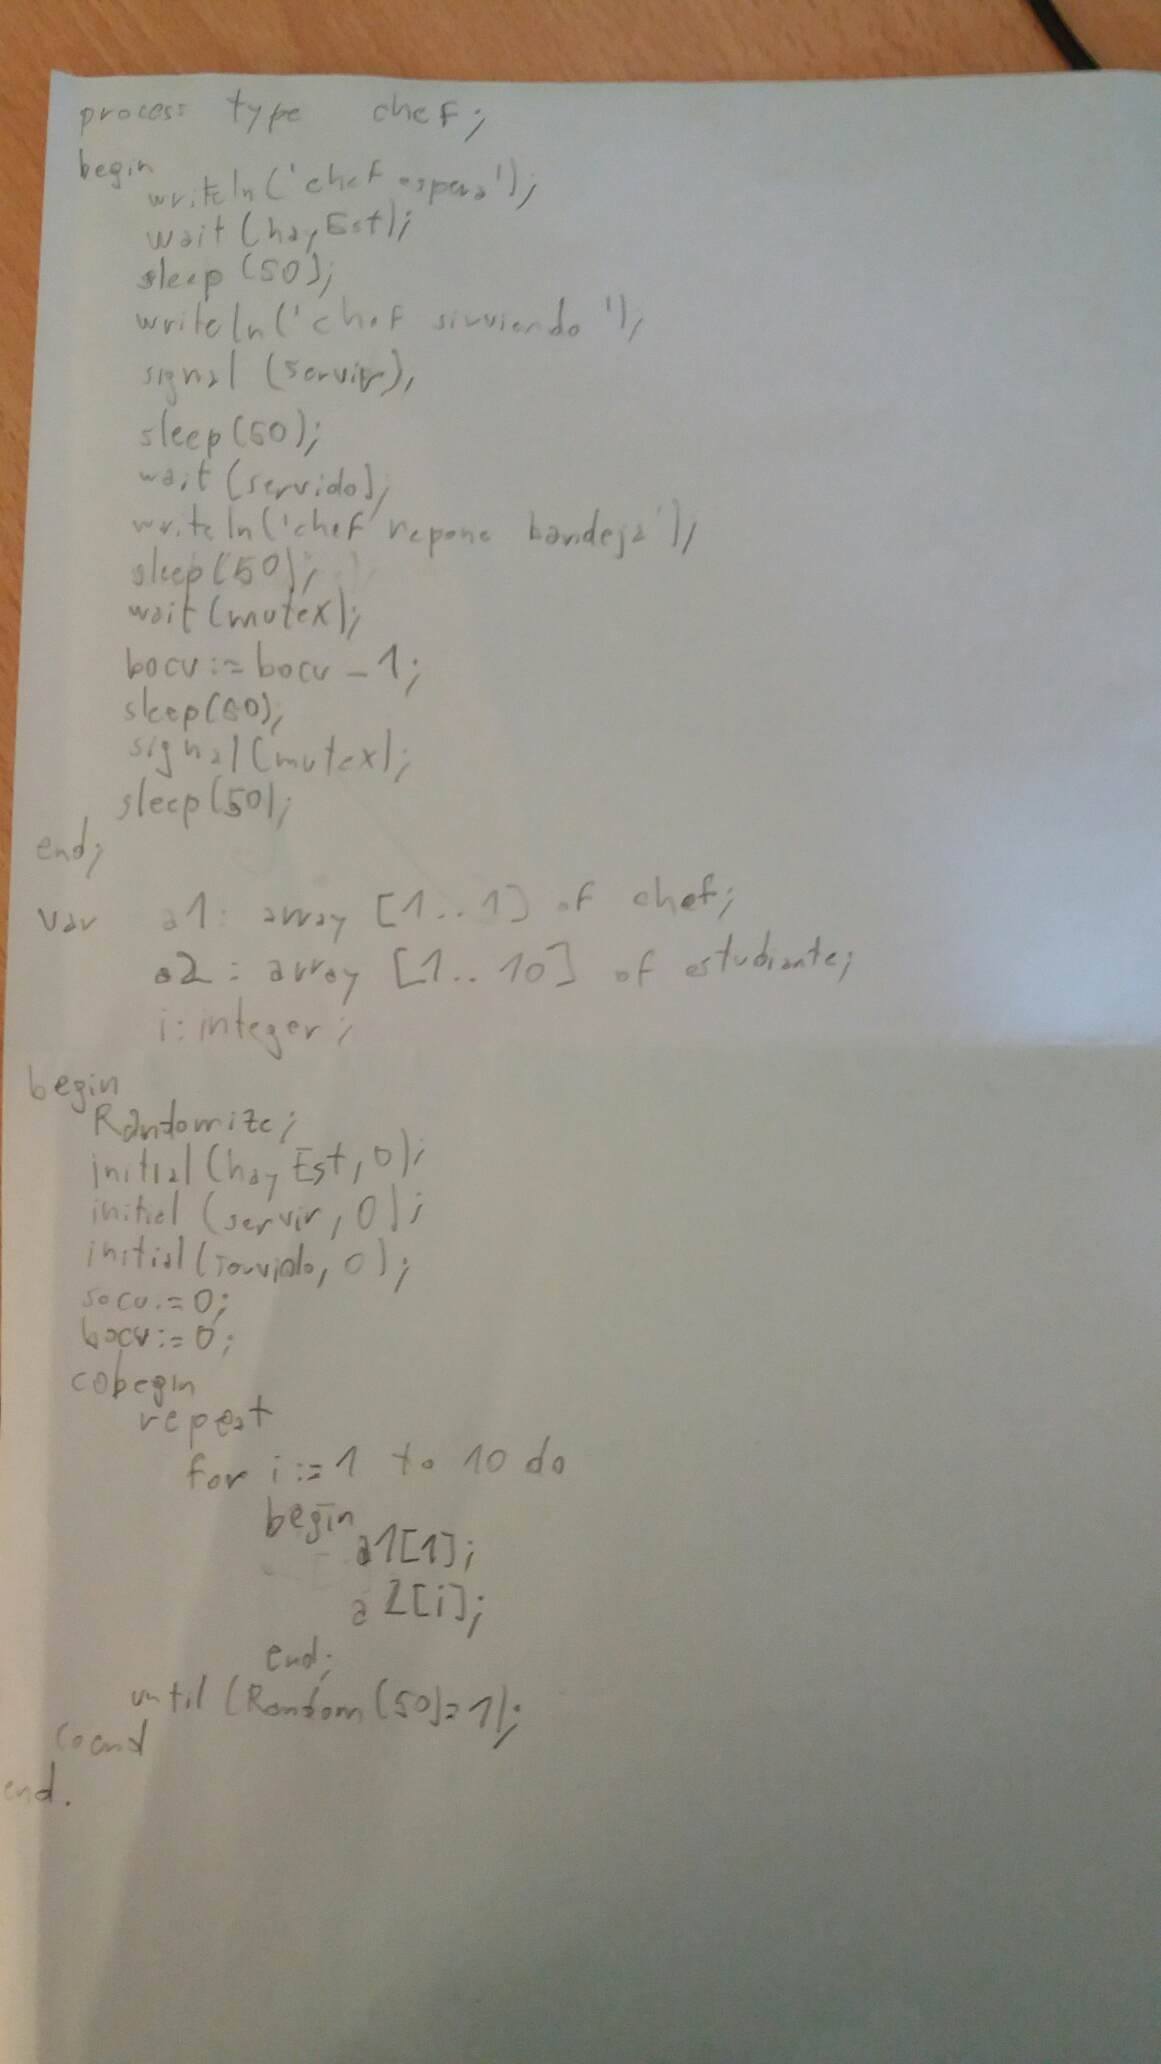 process type chef;
begin
writeln('chef espera');
wait (hayEst);
sleep (50);
writeln('chef sirviendo');
signal (servir);
sleep (50);
wait (servido);
writeln('chef repone bandeja');
sleep (50);
wait (mutex);
bocu := bocu - 1;
sleep (50);
signal (mutex);
sleep (50);
end;
var a1: array [1..1] of chef;
a2: array [1..10] of estudiante;
i: integer;
begin
Randomize;
initial (hayEst, 0);
initial (servir, 0);
initial (servido, 0);
socu:=0;
bocu:=0;
cobegin
repeat
for i:=1 to 10 do
begin
a1[1];
a2[i];
end;
until (Random (50)=1);
coend
end.